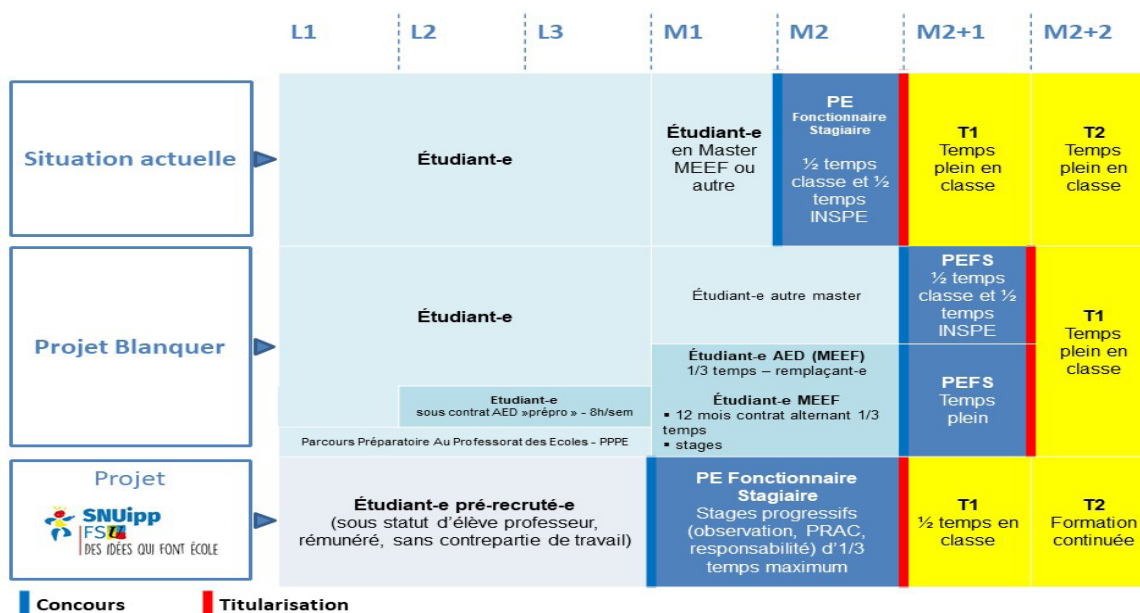 L1 L2 L3 M1 M2 M2+1 M2+2
Situation actuelle
Étudiant-e
Étudiant-e
en Master
MEEF ou
autre
PE
Fonctionnaire
Stagiaire
½ temps
classe et ½
temps
INSPE
T1
Temps
plein en
classe
T2
Temps
plein en
classe
Projet Blanquer
Étudiant-e
Etudiant-e
sous contrat AED »prépro » - 8h/sem
Parcours Préparatoire Au Professorat des Ecoles - PPPE
Étudiant-e autre master
Étudiant-e AED (MEEF)
1/3 temps – remplaçant-e
Étudiant-e MEEF
▪ 12 mois contrat alternant 1/3
temps
▪ stages
PEFS
½ temps
classe et ½
temps
INSPE
PEFS
Temps
plein
T1
Temps
plein en
classe
Projet
SNUipp
FSU
DES IDÉES QUI FONT ÉCOLE
Étudiant-e pré-recruté-e
(sous statut d'élève professeur,
rémunéré, sans contrepartie de travail)
PE Fonctionnaire
Stagiaire
Stages progressifs
(observation, PRAC,
responsabilité) d'1/3
temps maximum
T1
½ temps en
classe
T2
Formation
continuée
Concours
Titularisation